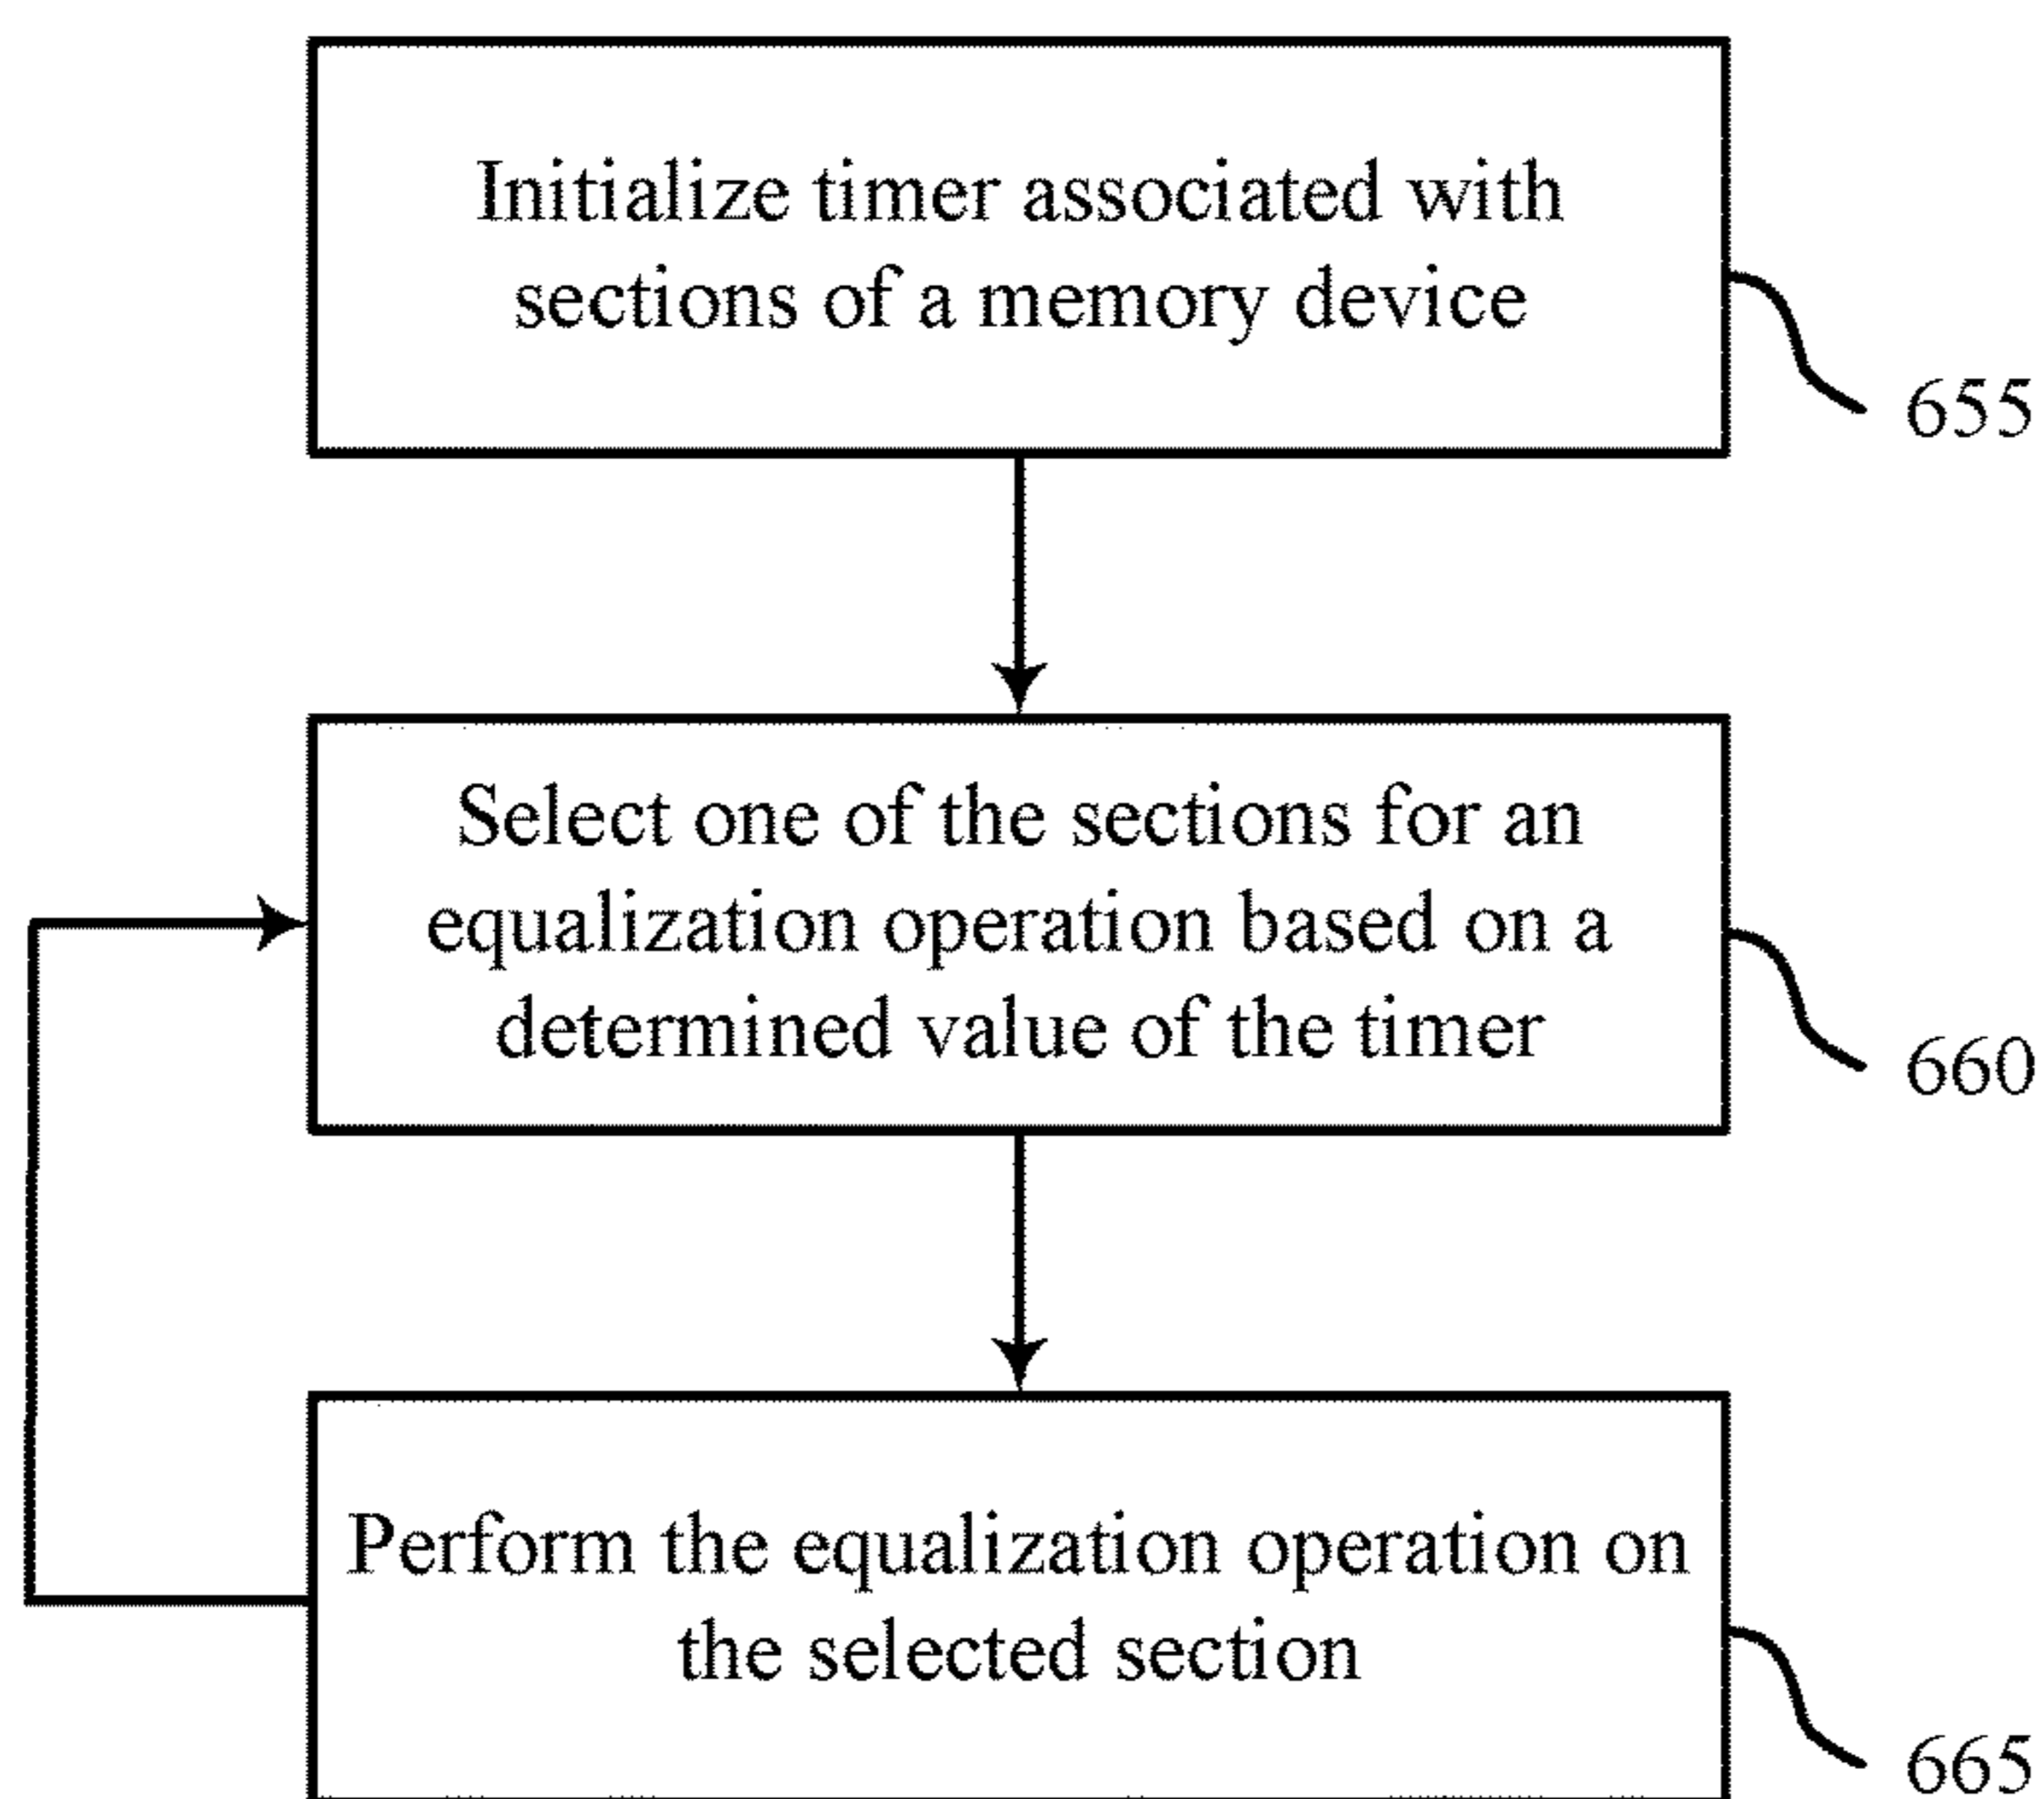 Initialize timer associated with
sections of a memory device
655
Select one of the sections for an
equalization operation based on a
determined value of the timer
660
Perform the equalization operation on
the selected section
665